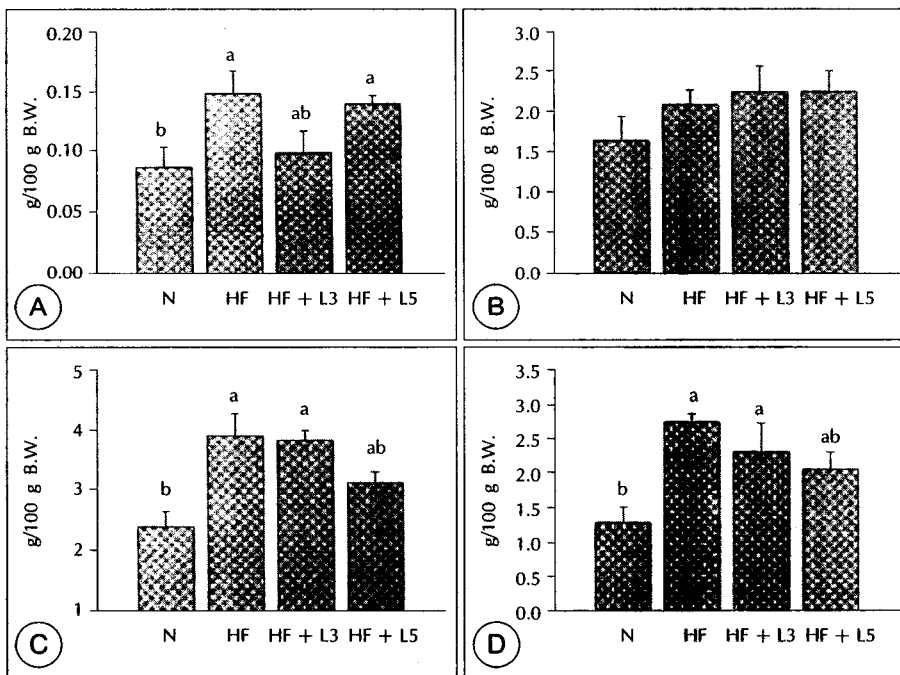 0.20
0.15
0.10
0.05
0.00
g/100 g B.W.
b
a
ab
a
N HF HF + L3 HF + L5
A
3.0
2.5
2.0
1.5
1.0
0.5
0.0
g/100 g B.W.
N HF HF + L3 HF + L5
B
5
4
3
2
1
g/100 g B.W.
b
a
a
ab
N HF HF + L3 HF + L5
C
3.5
3.0
2.5
2.0
1.5
1.0
0.5
0.0
g/100 g B.W.
b
a
a
ab
N HF HF + L3 HF + L5
D